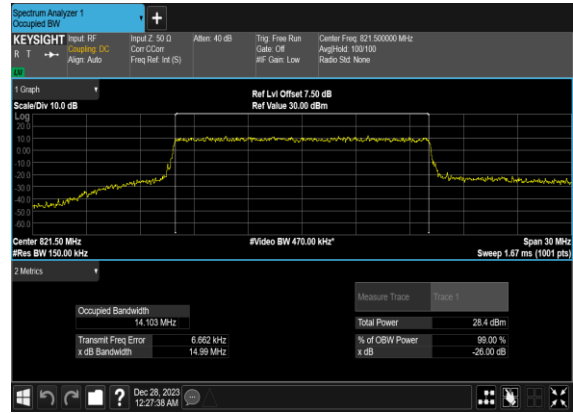 Spectrum Analyzer 1
Occupied BW
+
KEYSIGHT Input: RF Input Z: 50 Ω Atten: 40 dB Trig: Free Run Center Freq: 821.500000 MHz
R T Coupling: DC Corr CCorr Gate: Off Avg|Hold: 100/100
Align: Auto Freq Ref: Int (S) #IF Gain: Low Radio Std: None
LW
1 Graph
Ref Lvl Offset 7.50 dB
Scale/Div 10.0 dB Ref Value 30.00 dBm
Log
20.0
10.0
0.00
-10.0
-20.0
-30.0
-40.0
-50.0
-60.0
Center 821.50 MHz #Video BW 470.00 kHz* Span 30 MHz
#Res BW 150.00 kHz Sweep 1.67 ms (1001 pts)
2 Metrics
Measure Trace Trace 1
Occupied Bandwidth
14.103 MHz Total Power 28.4 dBm
Transmit Freq Error 6.662 kHz % of OBW Power 99.00 %
x dB Bandwidth 14.99 MHz x dB -26.00 dB
? Dec 28, 2023
12:27:38 AM